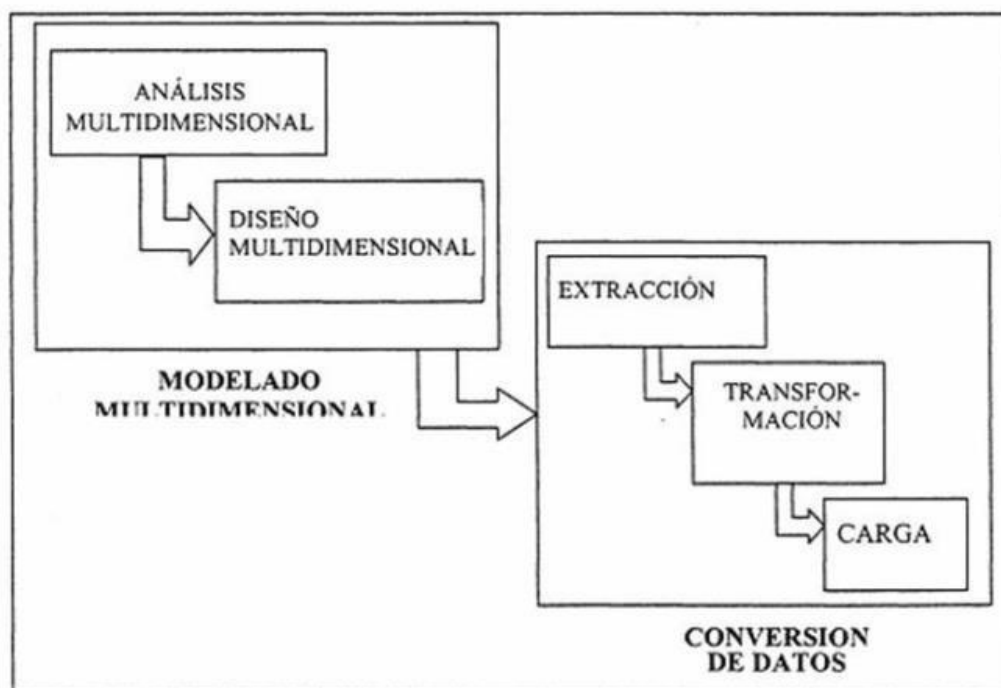 ANÁLISIS
MULTIDIMENSIONAL
DISEÑO
MULTIDIMENSIONAL
MODELADO
MULTIDIMENSIONAL
EXTRACCIÓN
TRANSFOR-
MACIÓN
CARGA
CONVERSION
DE DATOS